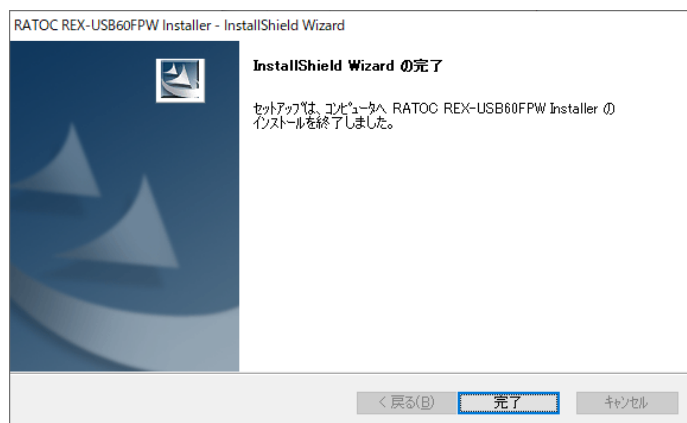 RATOC REX-USB60FPW Installer - InstallShield Wizard
InstallShield Wizard の完了
セットアップは、コンピュータへ RATOC REX-USB60FPW Installer の
インストールを終了しました。
< 戻る(B)
完了
キャンセル